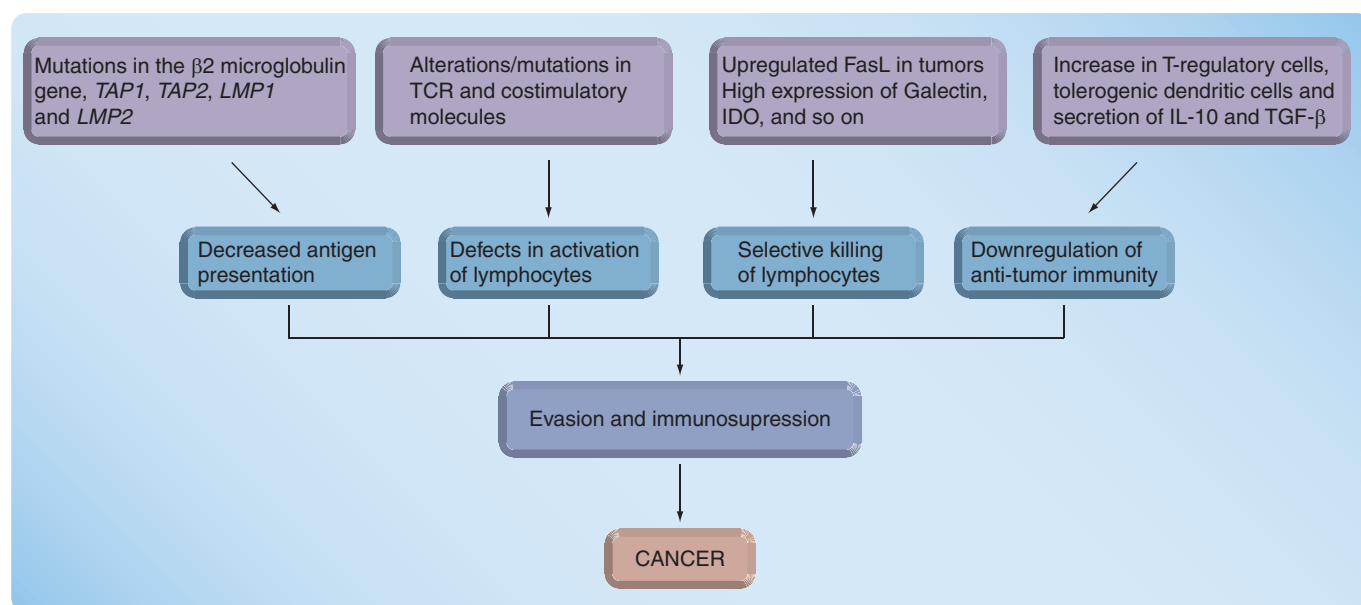 Mutations in the β2 microglobulin
gene, TAP1, TAP2, LMP1
and LMP2
Alterations/mutations in
TCR and costimulatory
molecules
Upregulated FasL in tumors
High expression of Galectin,
IDO, and so on
Increase in T-regulatory cells,
tolerogenic dendritic cells and
secretion of IL-10 and TGF-β
Decreased antigen
presentation
Defects in activation
of lymphocytes
Selective killing
of lymphocytes
Downregulation of
anti-tumor immunity
Evasion and immunosupression
CANCER